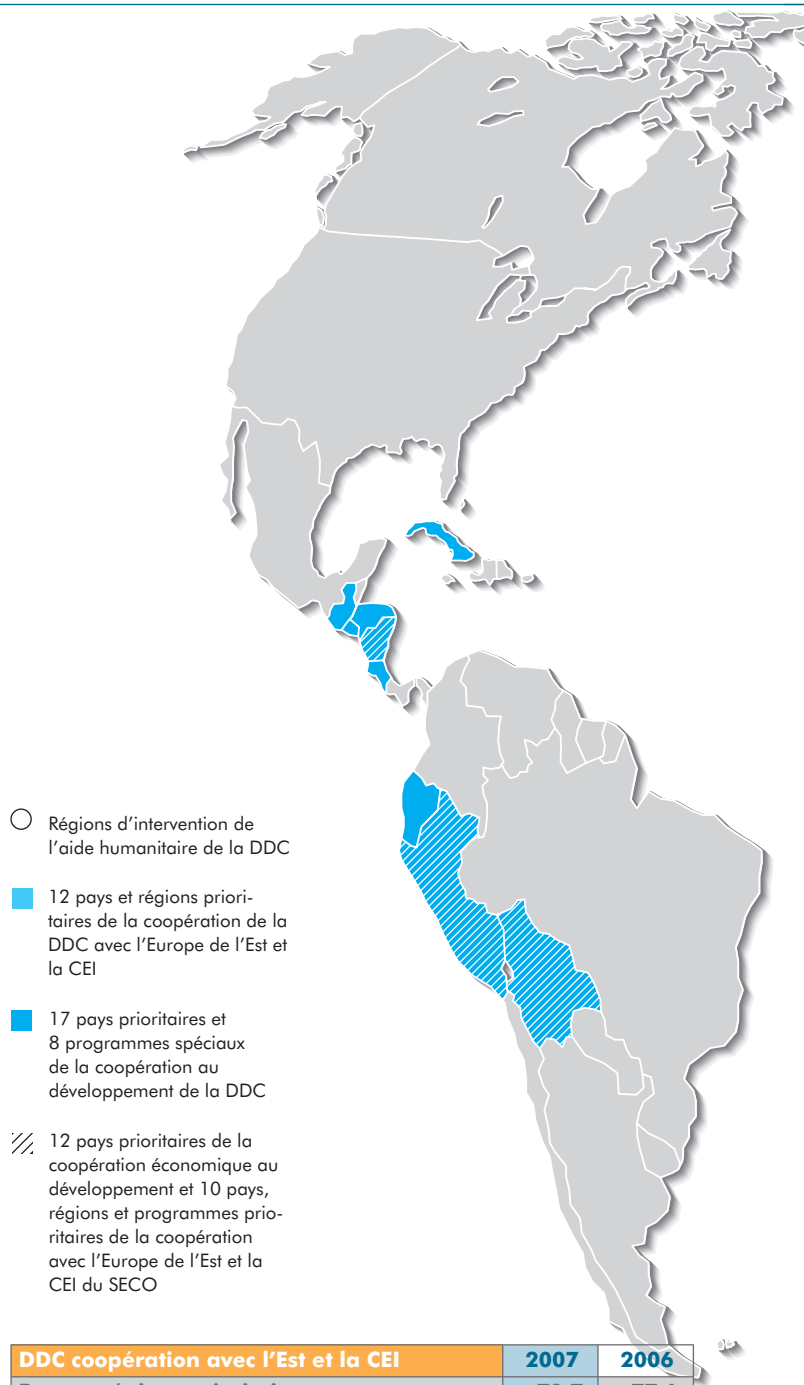 Régions d'intervention de
l'aide humanitaire de la DDC
12 pays et régions priori-
taires de la coopération de la
DDC avec l'Europe de l'Est et
la CEI
17 pays prioritaires et
8 programmes spéciaux
de la coopération au
développement de la DDC
12 pays prioritaires de la
coopération économique au
développement et 10 pays,
régions et programmes prio-
ritaires de la coopération
avec l'Europe de l'Est et la
CEI du SECO
DDC coopération avec l'Est et la CEI 2007 2006